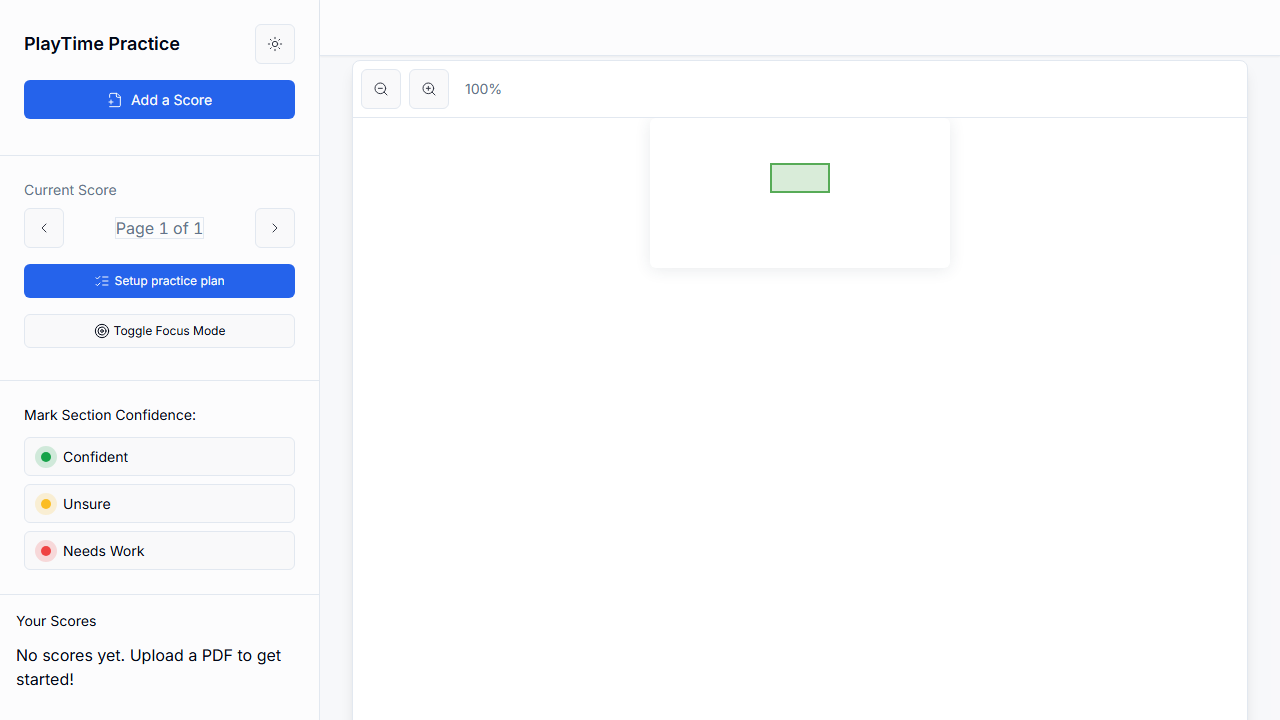 PlayTime Practice
Add a Score
Current Score
Page 1 of 1
Setup practice plan
Toggle Focus Mode
Mark Section Confidence:
Confident
Unsure
Needs Work
Your Scores
No scores yet. Upload a PDF to get
started!
100%